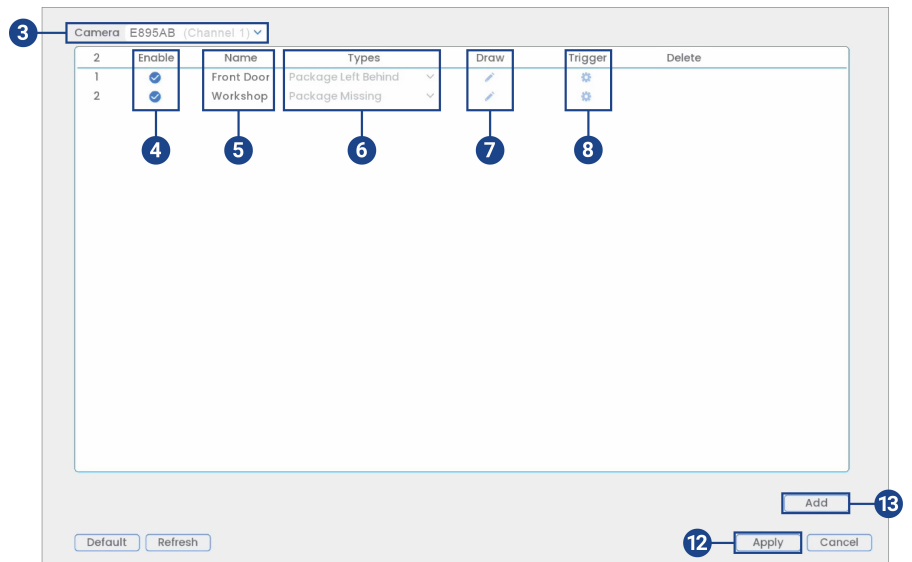 3 Camera E895AB (Channel 1)
2 Enable Name Types Draw Trigger Delete
1 Front Door Package Left Behind
2 Workshop Package Missing
4 5 6 7 8
Add 13
Default Refresh 12 Apply Cancel